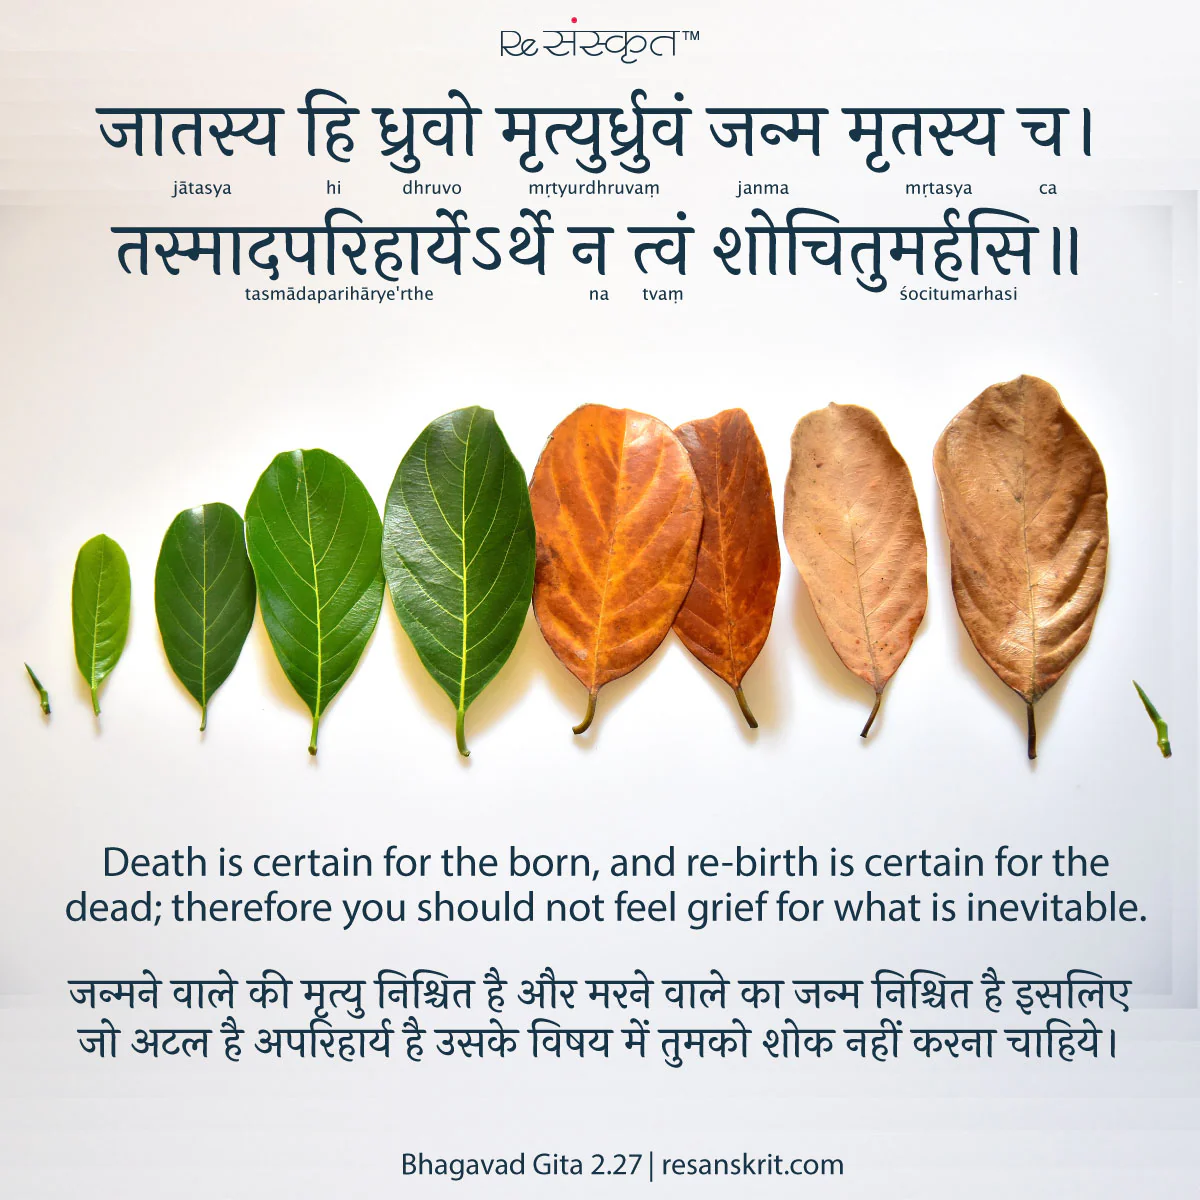 Re संस्कृत™
जातस्य हि ध्रुवो मृत्युर्ध्रुवं जन्म मृतस्य च।
jātasya hi dhruvo mṛtyurdhruvaṃ janma mṛtasya ca
तस्मादपरिहार्येऽर्थे न त्वं शोचितुमर्हसि॥
tasmādaparihārye'rthe na tvaṃ śocitumarhasi
Death is certain for the born, and re-birth is certain for the
dead; therefore you should not feel grief for what is inevitable.
जन्मने वाले की मृत्यु निश्चित है और मरने वाले का जन्म निश्चित है इसलिए
जो अटल है अपरिहार्य है उसके विषय में तुमको शोक नहीं करना चाहिये।
Bhagavad Gita 2.27 | resanskrit.com